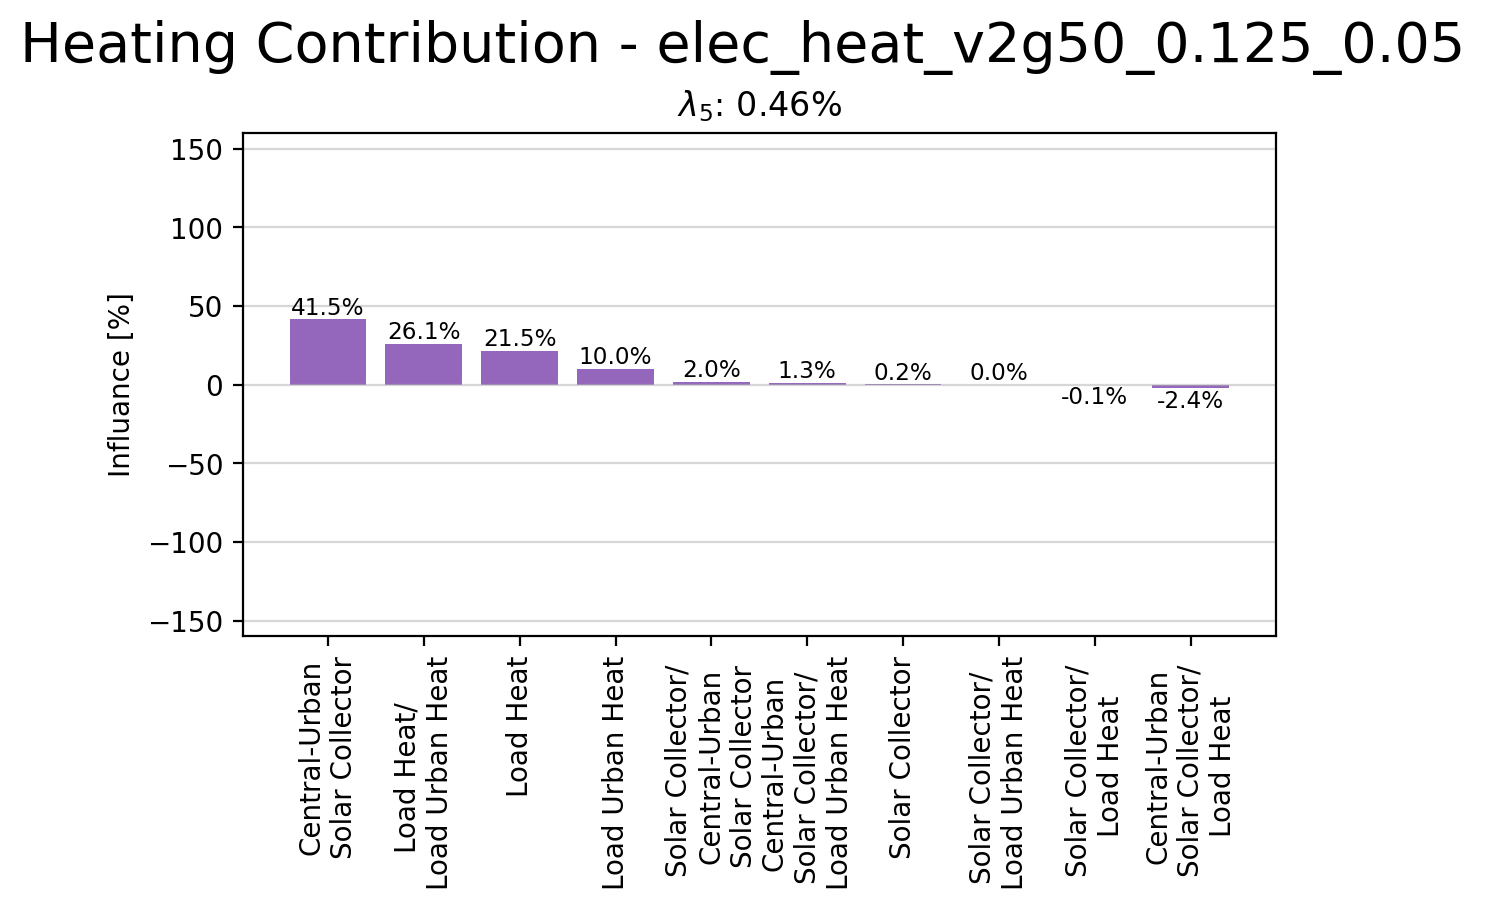 Heating Contribution - elec_heat_v2g50_0.125_0.05
λ5: 0.46%
Influance [%]
150
100
50
0
−50
−100
−150
41.5%
26.1%
21.5%
10.0%
2.0%
1.3%
0.2%
0.0%
-0.1%
-2.4%
Central-Urban
Solar Collector
Load Heat/
Load Urban Heat
Load Heat
Load Urban Heat
Solar Collector/
Central-Urban
Solar Collector
Central-Urban
Solar Collector/
Load Urban Heat
Solar Collector
Solar Collector/
Load Urban Heat
Solar Collector/
Load Heat
Central-Urban
Solar Collector/
Load Heat